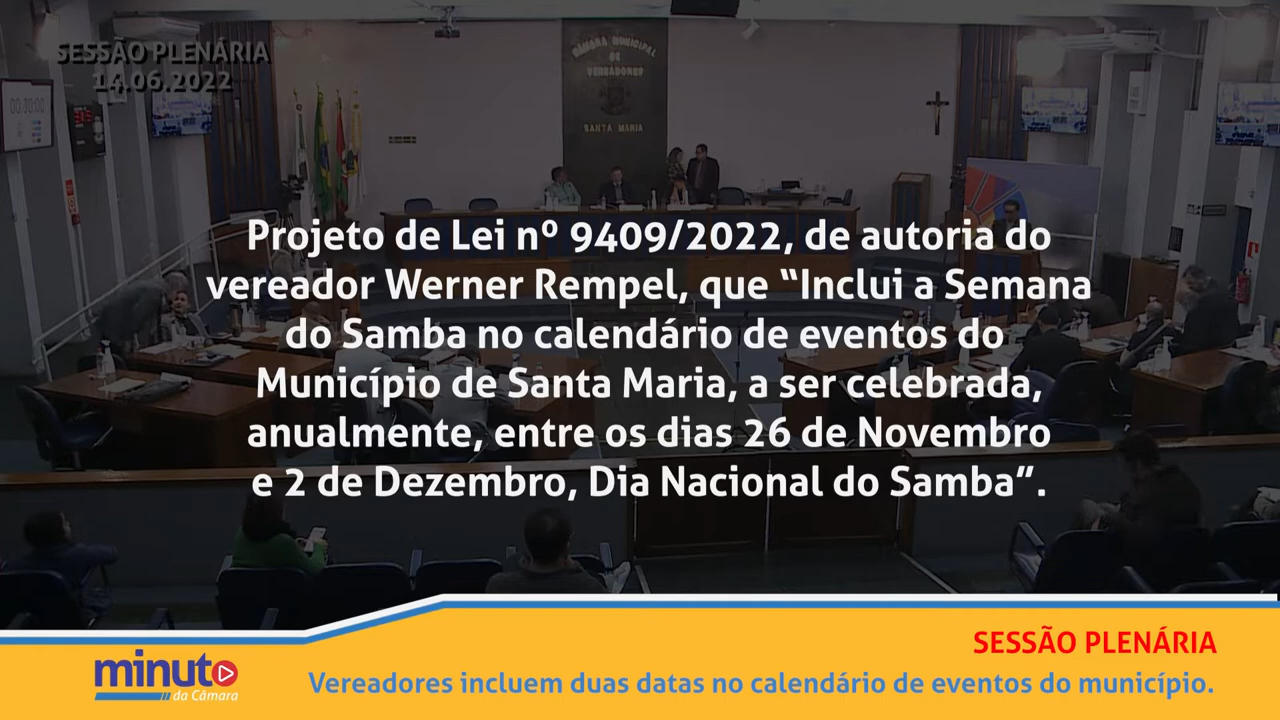 SESSÃO PLENÁRIA
14.06.2022
CÂMARA MUNICIPAL
DE
VEREADORES
SANTA MARIA
Projeto de Lei nº 9409/2022, de autoria do
vereador Werner Rempel, que “Inclui a Semana
do Samba no calendário de eventos do
Município de Santa Maria, a ser celebrada,
anualmente, entre os dias 26 de Novembro
e 2 de Dezembro, Dia Nacional do Samba”.
SESSÃO PLENÁRIA
minuto
// da Câmara
Vereadores incluem duas datas no calendário de eventos do município.